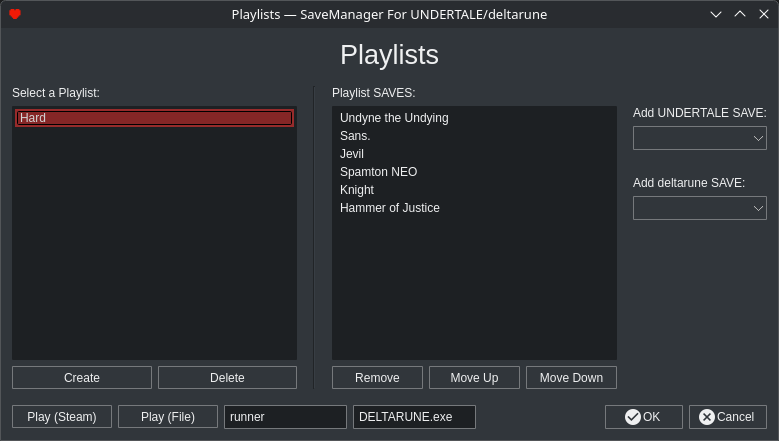 Playlists — SaveManager For UNDERTALE/deltarune
Playlists
Select a Playlist:
Hard
Create
Delete
Playlist SAVES:
Undyne the Undying
Sans.
Jevil
Spamton NEO
Knight
Hammer of Justice
Remove
Move Up
Move Down
Add UNDERTALE SAVE:
Add deltarune SAVE:
Play (Steam)
Play (File)
runner
DELTARUNE.exe
OK
Cancel